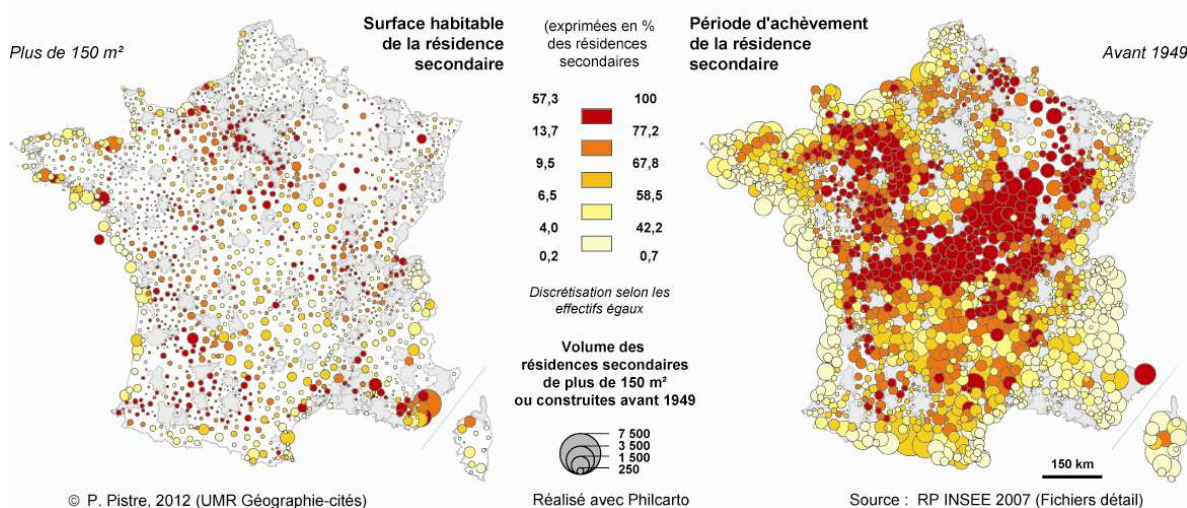 Plus de 150 m²
Surface habitable
de la résidence
secondaire
(exprimées en %
des résidences
secondaires
Période d'achèvement
de la résidence
secondaire
Avant 1949
57,3 100
13,7 77,2
9,5 67,8
6,5 58,5
4,0 42,2
0,2 0,7
Discrétisation selon les
effectifs égaux
Volume des
résidences secondaires
de plus de 150 m²
ou construites avant 1949
7 500
3 500
1 500
250
150 km
© P. Pistre, 2012 (UMR Géographie-cités)
Réalisé avec Philcarto
Source : RP INSEE 2007 (Fichiers détail)